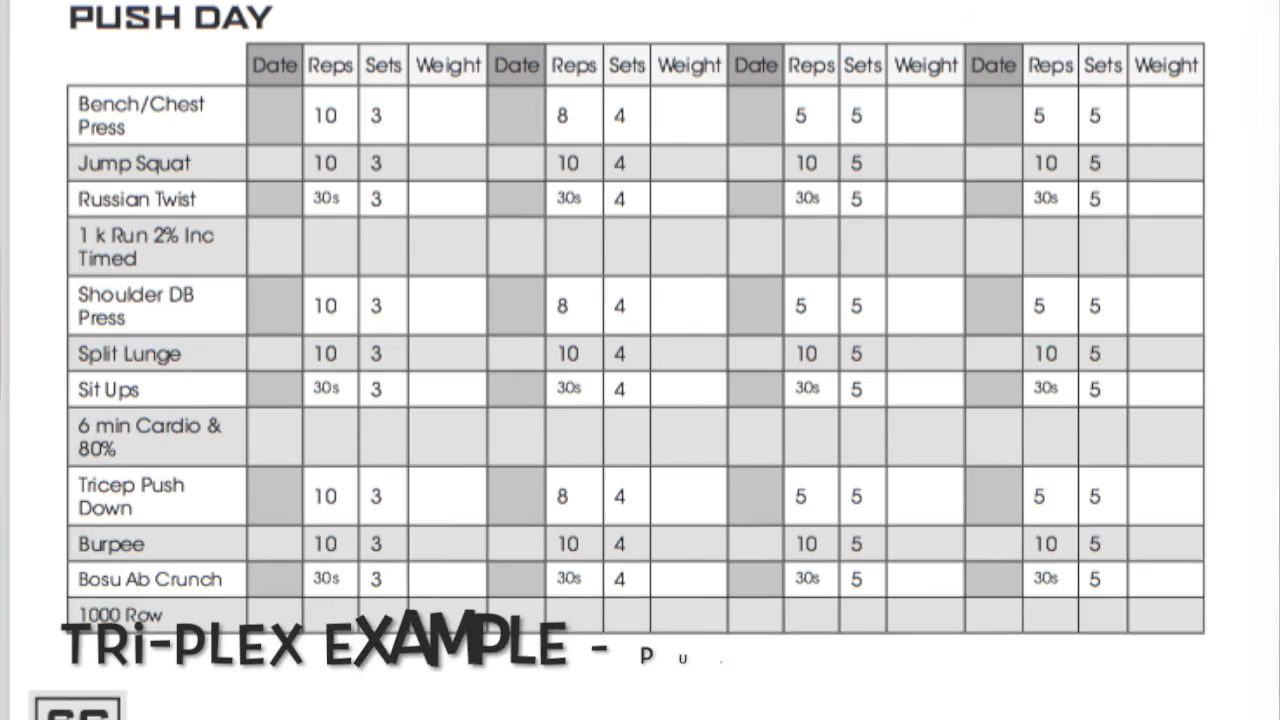 PUSH DAY
Date Reps Sets Weight Date Reps Sets Weight Date Reps Sets Weight Date Reps Sets Weight
Bench/Chest
Press 10 3 8 4 5 5 5 5
Jump Squat 10 3 10 4 10 5 10 5
Russian Twist 30s 3 30s 4 30s 5 30s 5
1 k Run 2% Inc
Timed
Shoulder DB
Press 10 3 8 4 5 5 5 5
Split Lunge 10 3 10 4 10 5 10 5
Sit Ups 30s 3 30s 4 30s 5 30s 5
6 min Cardio &
80%
Tricep Push
Down 10 3 8 4 5 5 5 5
Burpee 10 3 10 4 10 5 10 5
Bosu Ab Crunch 30s 3 30s 4 30s 5 30s 5
1000 Row
TRi-PLEX EXAMPLE - Pu